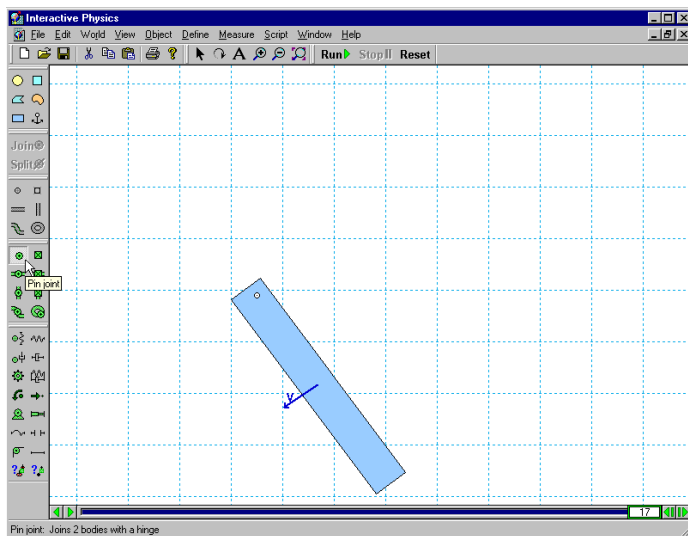 Interactive Physics
File Edit World View Object Define Measure Script Window Help
A Run Stop Reset
Join
Split
Pin joint
V
17
Pin joint: Joins 2 bodies with a hinge